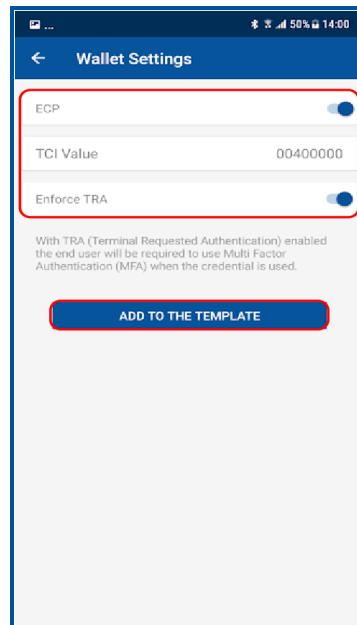 ... 50% 14:00
Wallet Settings
ECP
TCI Value 00400000
Enforce TRA
With TRA (Terminal Requested Authentication) enabled
the end user will be required to use Multi Factor
Authentication (MFA) when the credential is used.
ADD TO THE TEMPLATE